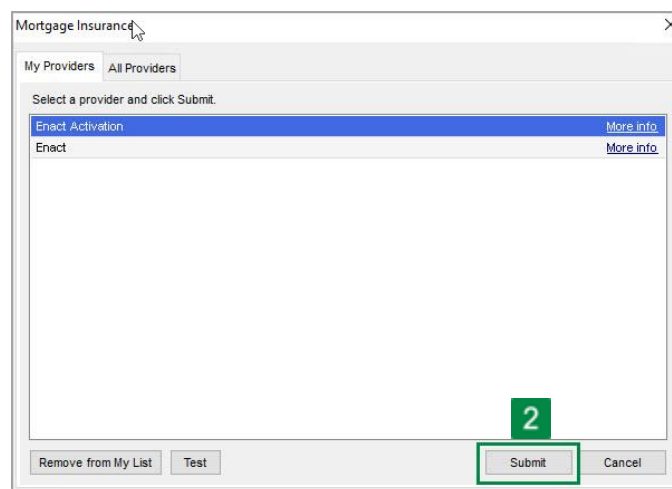 Mortgage Insurance
My Providers All Providers
Select a provider and click Submit.
Enact Activation More info
Enact More info
2
Remove from My List Test Submit Cancel